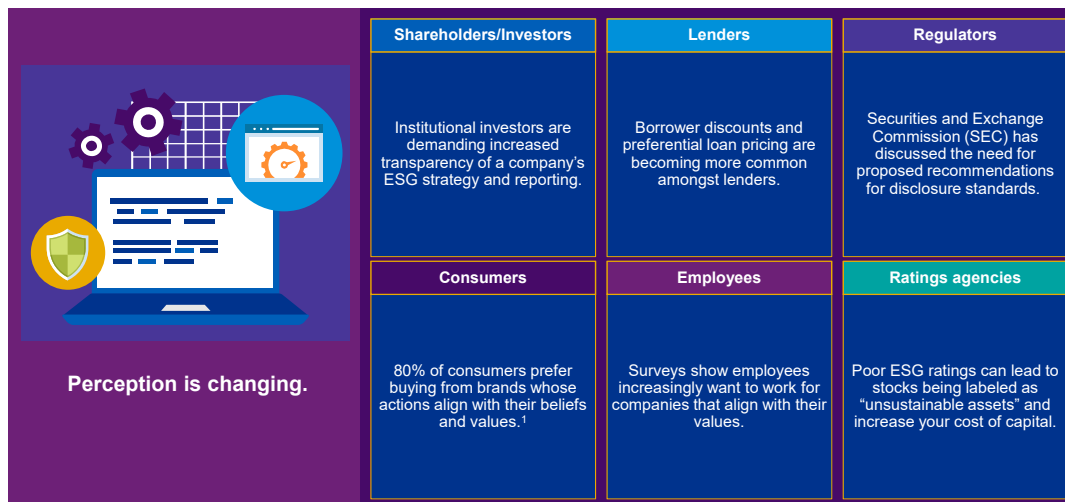 Perception is changing.
Shareholders/Investors
Institutional investors are
demanding increased
transparency of a company's
ESG strategy and reporting.
Lenders
Borrower discounts and
preferential loan pricing are
becoming more common
amongst lenders.
Regulators
Securities and Exchange
Commission (SEC) has
discussed the need for
proposed recommendations
for disclosure standards.
Consumers
80% of consumers prefer
buying from brands whose
actions align with their beliefs
and values.¹
Employees
Surveys show employees
increasingly want to work for
companies that align with their
values.
Ratings agencies
Poor ESG ratings can lead to
stocks being labeled as
“unsustainable assets” and
increase your cost of capital.